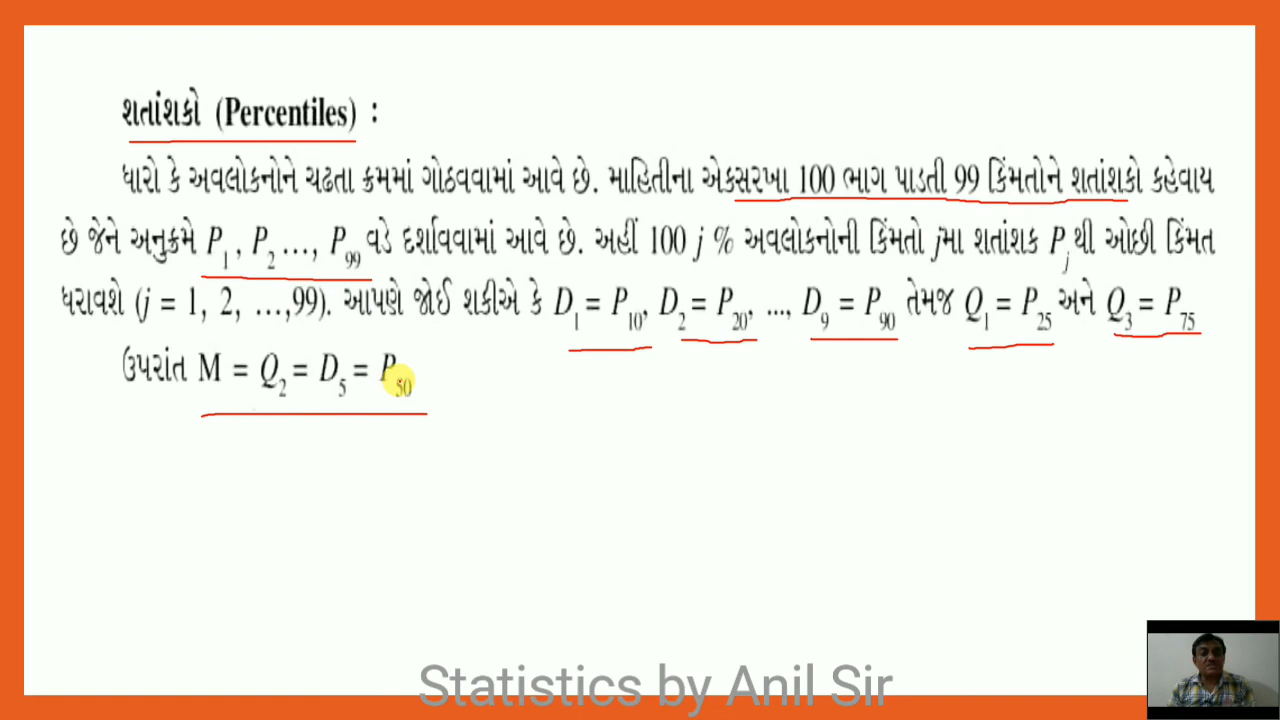 શતાંશકો (Percentiles) :
ધારો કે અવલોકનોને ચઢતા ક્રમમાં ગોઠવવામાં આવે છે. માહિતીના એકસરખા 100 ભાગ પાડતી 99 કિંમતોને શતાંશકો કહેવાય
છે જેને અનુક્રમે P₁, P₂ ..., P₉₉ વડે દર્શાવવામાં આવે છે. અહીં 100 j % અવલોકનોની કિંમતો jમા શતાંશક Pⱼથી ઓછી કિંમત
ધરાવશે (j = 1, 2, ...,99). આપણે જોઈ શકીએ કે D₁ = P₁₀, D₂ = P₂₀, ..., D₉ = P₉₀ તેમજ Q₁ = P₂₅ અને Q₃ = P₇₅
ઉપરાંત M = Q₂ = D₅ = P₅₀
Statistics by Anil Sir